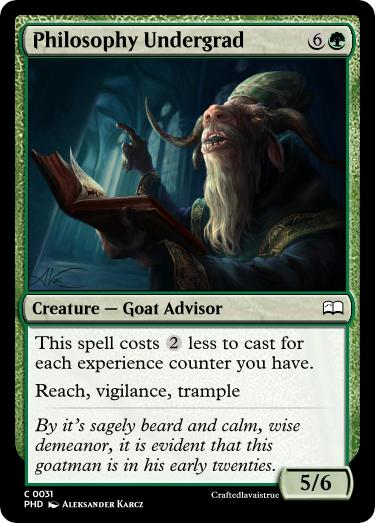 Philosophy Undergrad 6
Creature — Goat Advisor
This spell costs 2 less to cast for
each experience counter you have.
Reach, vigilance, trample
By it's sagely beard and calm, wise
demeanor, it is evident that this
goatman is in his early twenties.
5/6
C 0031
PHD Aleksander Karcz
Craftedlavaistrue